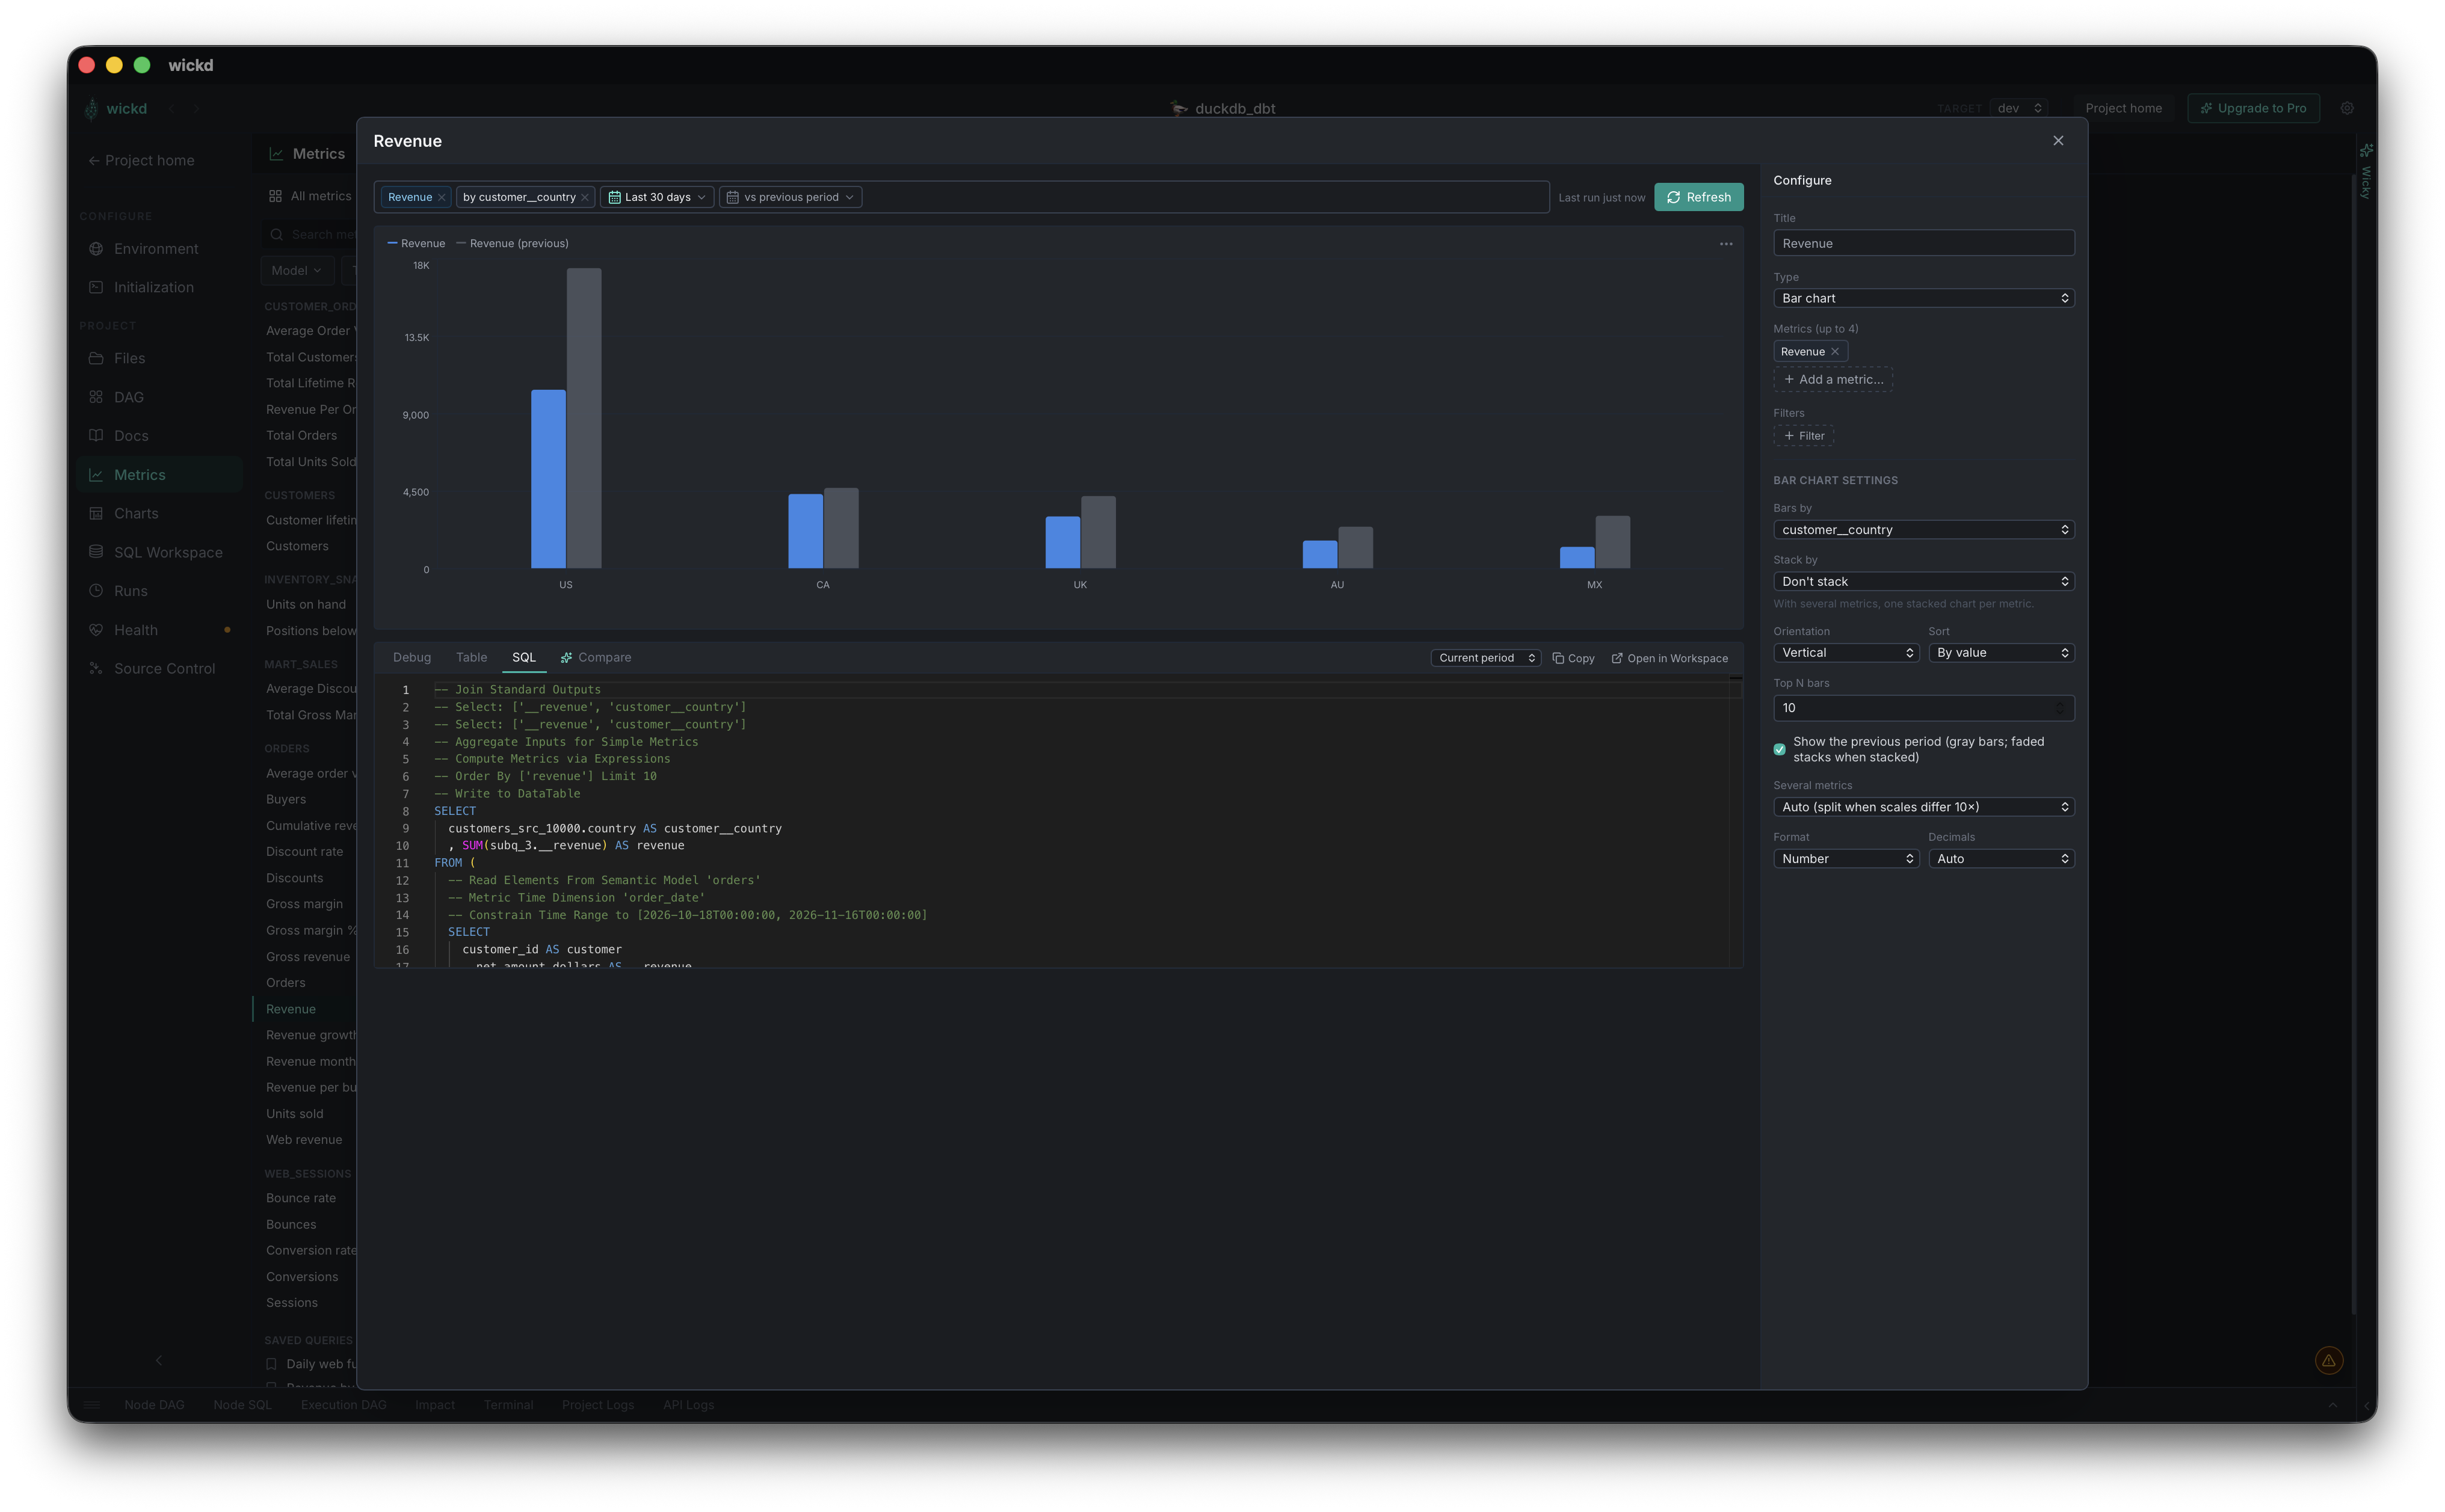 wickd
wickd
duckdb_dbt
TARGET dev
Project home
Upgrade to Pro
Project home
CONFIGURE
Environment
Initialization
PROJECT
Files
DAG
Docs
Metrics
Charts
SQL Workspace
Runs
Health
Source Control
Metrics
All metrics
Search met
Model
CUSTOMER_ORD
Average Order V
Total Customers
Total Lifetime R
Revenue Per Or
Total Orders
Total Units Sold
CUSTOMERS
Customer lifetin
Customers
INVENTORY_SNA
Units on hand
Positions below
MART_SALES
Average Discou
Total Gross Mar
ORDERS
Average order v
Buyers
Cumulative reve
Discount rate
Discounts
Gross margin
Gross margin %
Gross revenue
Orders
Revenue
Revenue growth
Revenue month
Revenue per bu
Units sold
Web revenue
WEB_SESSIONS
Bounce rate
Bounces
Conversion rate
Conversions
Sessions
SAVED QUERIES
Daily web fu
Revenue
Revenue
by customer__country
Last 30 days
vs previous period
Last run just now
Refresh
Revenue
Revenue (previous)
18K
13.5K
9,000
4,500
0
US
CA
UK
AU
MX
Debug
Table
SQL
Compare
Current period
Copy
Open in Workspace
1 -- Join Standard Outputs
2 -- Select: ['__revenue', 'customer__country']
3 -- Select: ['__revenue', 'customer__country']
4 -- Aggregate Inputs for Simple Metrics
5 -- Compute Metrics via Expressions
6 -- Order By ['revenue'] Limit 10
7 -- Write to DataTable
8 SELECT
9 customers_src_10000.country AS customer__country
10 , SUM(subq_3.__revenue) AS revenue
11 FROM (
12 -- Read Elements From Semantic Model 'orders'
13 -- Metric Time Dimension 'order_date'
14 -- Constrain Time Range to [2026-10-18T00:00:00, 2026-11-16T00:00:00]
15 SELECT
16 customer_id AS customer
17 net_amount_dollars AS __revenue
Configure
Title
Revenue
Type
Bar chart
Metrics (up to 4)
Revenue
Add a metric...
Filters
Filter
BAR CHART SETTINGS
Bars by
customer__country
Stack by
Don't stack
With several metrics, one stacked chart per metric.
Orientation
Sort
Vertical
By value
Top N bars
10
Show the previous period (gray bars; faded
stacks when stacked)
Several metrics
Auto (split when scales differ 10×)
Format
Decimals
Number
Auto
Wicky
Node DAG
Node SQL
Execution DAG
Impact
Terminal
Project Logs
API Logs